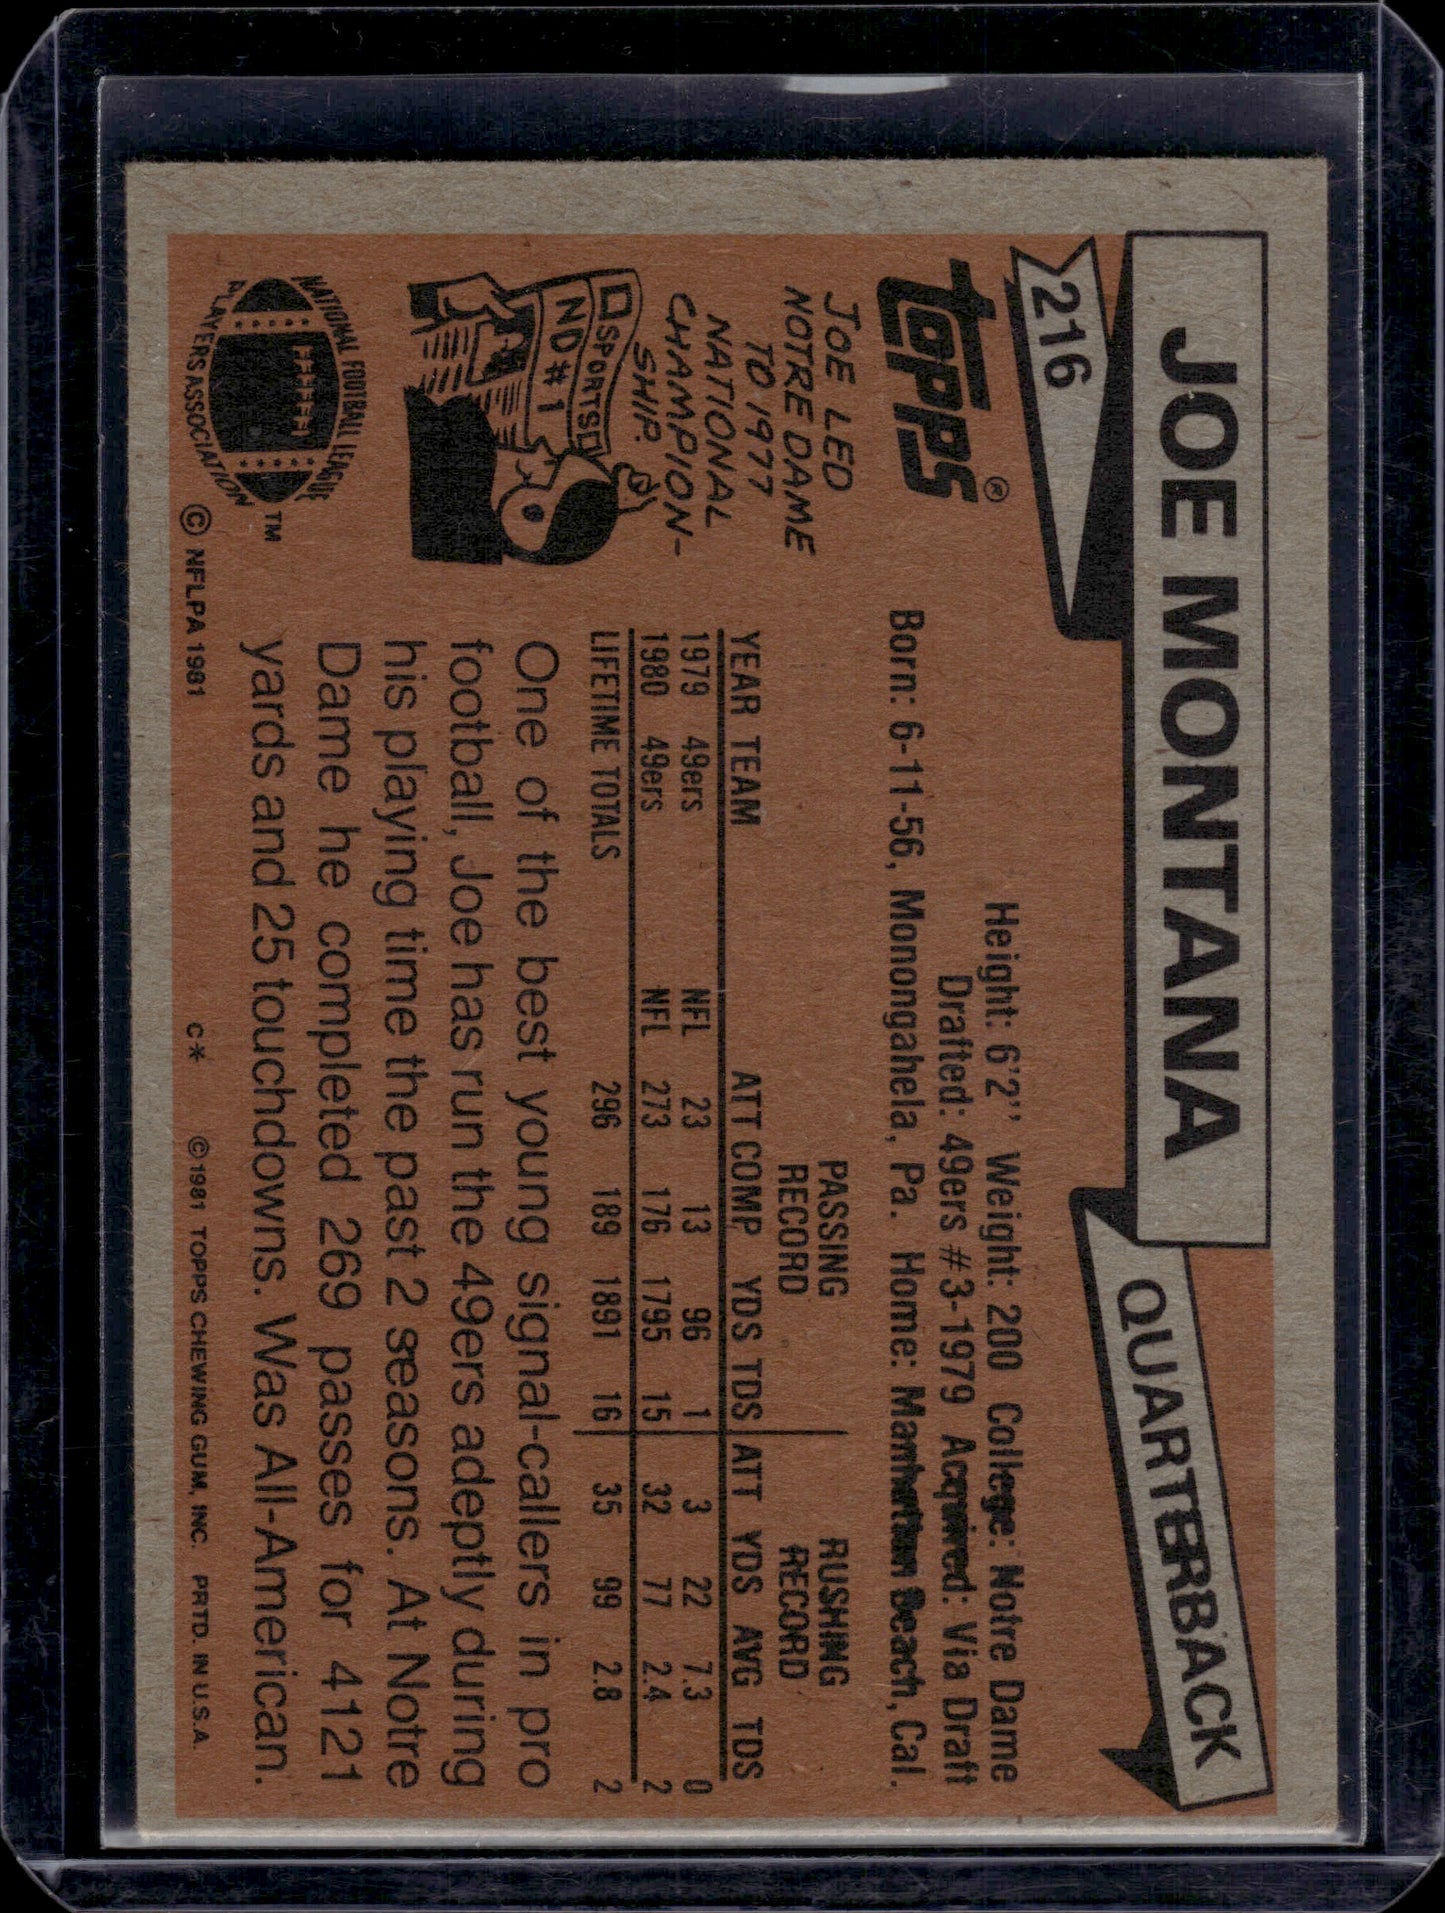 JOE MONTANA
QUARTERBACK
216
topps®
Height: 6'2" Weight: 200 College: Notre Dame
Drafted: 49ers #3-1979 Acquired: Via Draft
Born: 6-11-56, Monongahela, Pa. Home: Manhattan Beach, Cal.
JOE LED
NOTRE DAME
TO 1977
NATIONAL
CHAMPION-
SHIP.
SPORTS
ND #1
PASSING RUSHING
RECORD RECORD
YEAR TEAM ATT COMP YDS TDS ATT YDS AVG TDS
1979 49ers NFL 23 13 96 1 3 22 7.3 0
1980 49ers NFL 273 176 1795 15 32 77 2.4 2
LIFETIME TOTALS 296 189 1891 16 35 99 2.8 2
One of the best young signal-callers in pro
football, Joe has run the 49ers adeptly during
his playing time the past 2 seasons. At Notre
Dame he completed 269 passes for 4121
yards and 25 touchdowns. Was All-American.
NATIONAL FOOTBALL LEAGUE
PLAYERS ASSOCIATION
TM
© NFLPA 1981 C* © 1981 TOPPS CHEWING GUM, INC. PRTD. IN U.S.A.